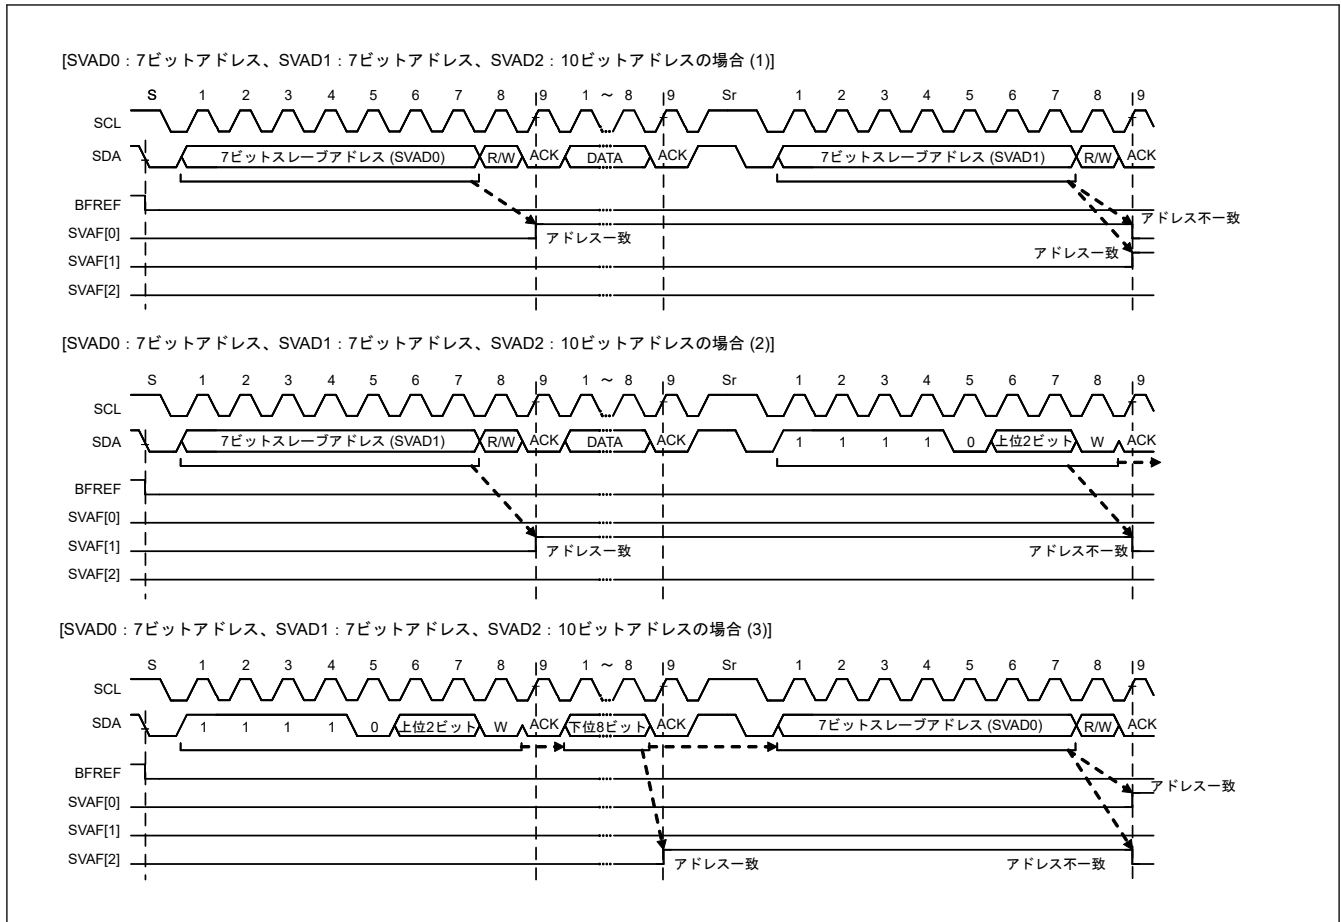 [SVAD0：7ビットアドレス、SVAD1：7ビットアドレス、SVAD2：10ビットアドレスの場合 (1)]
S 1 2 3 4 5 6 7 8 9 1 ～ 8 9 Sr 1 2 3 4 5 6 7 8 9
SCL
SDA 7ビットスレーブアドレス (SVAD0) R/W ACK DATA ACK 7ビットスレーブアドレス (SVAD1) R/W ACK
BFREF
アドレス不一致
SVAF[0] アドレス一致
SVAF[1] アドレス一致
SVAF[2]
[SVAD0：7ビットアドレス、SVAD1：7ビットアドレス、SVAD2：10ビットアドレスの場合 (2)]
S 1 2 3 4 5 6 7 8 9 1 ～ 8 9 Sr 1 2 3 4 5 6 7 8 9
SCL
SDA 7ビットスレーブアドレス (SVAD1) R/W ACK DATA ACK 1 1 1 1 0 上位2ビット W ACK
BFREF
SVAF[0]
SVAF[1] アドレス一致 アドレス不一致
SVAF[2]
[SVAD0：7ビットアドレス、SVAD1：7ビットアドレス、SVAD2：10ビットアドレスの場合 (3)]
S 1 2 3 4 5 6 7 8 9 1 ～ 8 9 Sr 1 2 3 4 5 6 7 8 9
SCL
SDA 1 1 1 1 0 上位2ビット W ACK 下位8ビット ACK 7ビットスレーブアドレス (SVAD0) R/W ACK
BFREF
アドレス一致
SVAF[0]
SVAF[1]
SVAF[2] アドレス一致 アドレス不一致